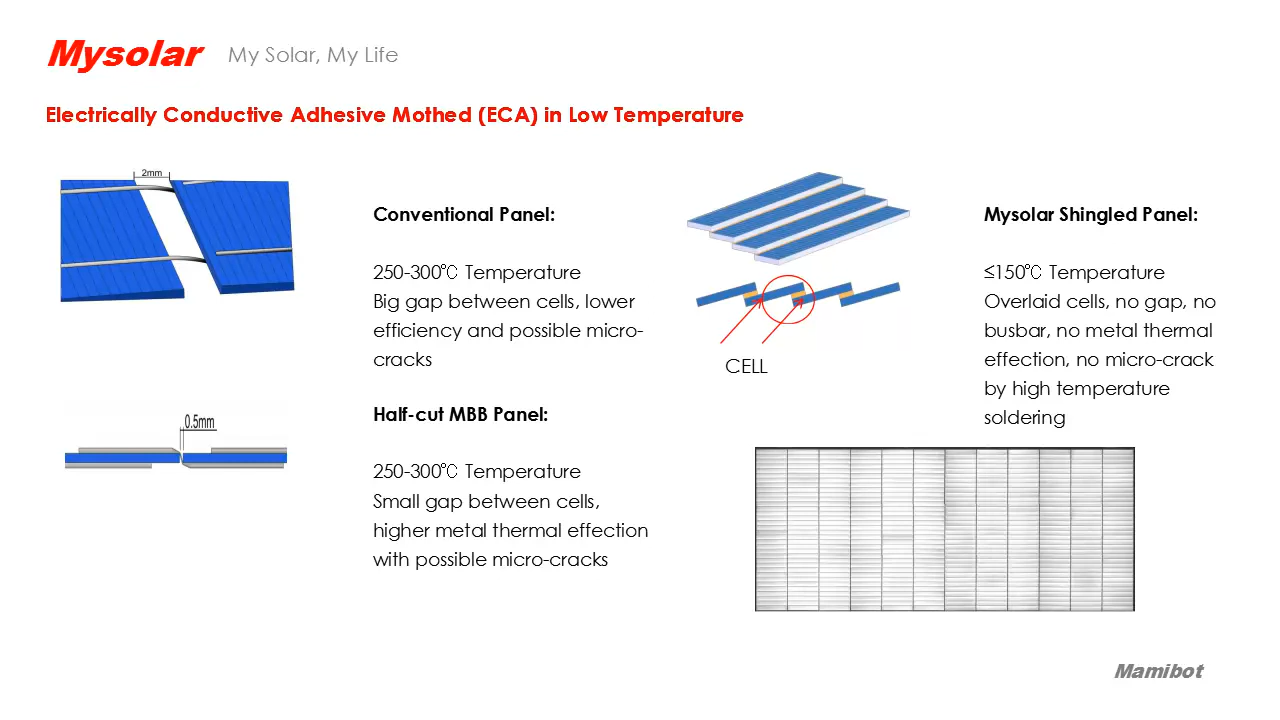 Mysolar My Solar, My Life
Electrically Conductive Adhesive Mothed (ECA) in Low Temperature
2mm
Conventional Panel:
250-300℃ Temperature
Big gap between cells, lower
efficiency and possible micro-
cracks
0.5mm
Half-cut MBB Panel:
250-300℃ Temperature
Small gap between cells,
higher metal thermal effection
with possible micro-cracks
CELL
Mysolar Shingled Panel:
≤150℃ Temperature
Overlaid cells, no gap, no
busbar, no metal thermal
effection, no micro-crack
by high temperature
soldering
Mamibot